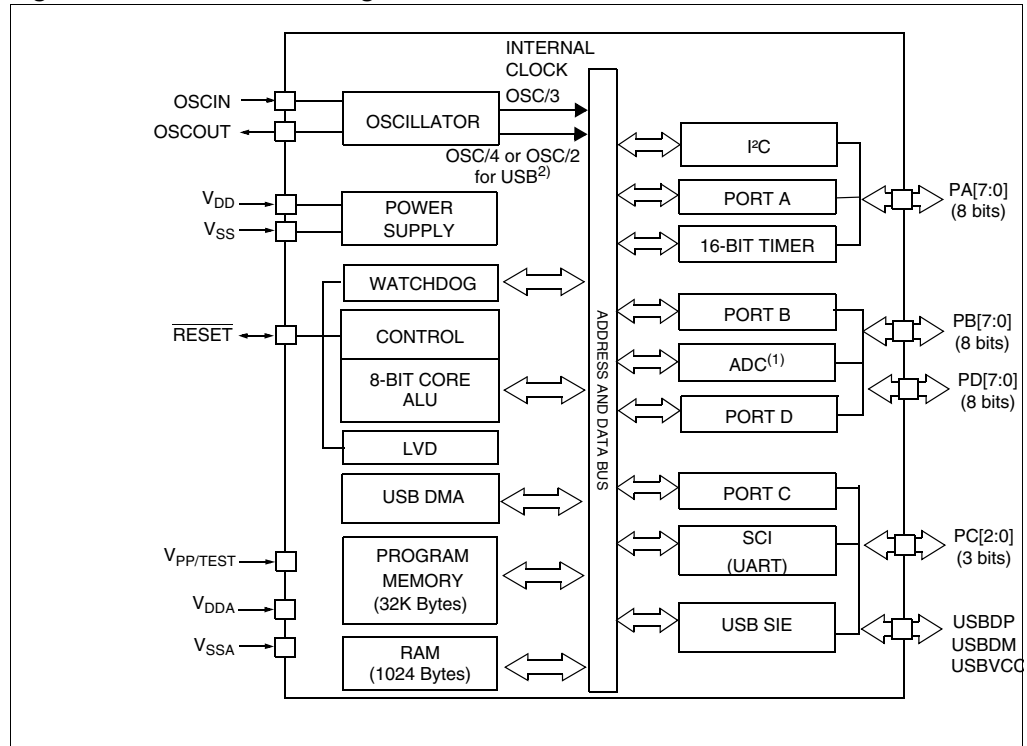 INTERNAL
CLOCK
OSC/3
OSCIN
OSCOUT
OSCILLATOR
OSC/4 or OSC/2
for USB2)
VDD
VSS
POWER
SUPPLY
WATCHDOG
RESET
CONTROL
8-BIT CORE
ALU
LVD
USB DMA
VPP/TEST
VDDA
VSSA
PROGRAM
MEMORY
(32K Bytes)
RAM
(1024 Bytes)
ADDRESS AND DATA BUS
I²C
PORT A
16-BIT TIMER
PA[7:0]
(8 bits)
PORT B
ADC(1)
PORT D
PB[7:0]
(8 bits)
PD[7:0]
(8 bits)
PORT C
SCI
(UART)
USB SIE
PC[2:0]
(3 bits)
USBDP
USBDM
USBVCC